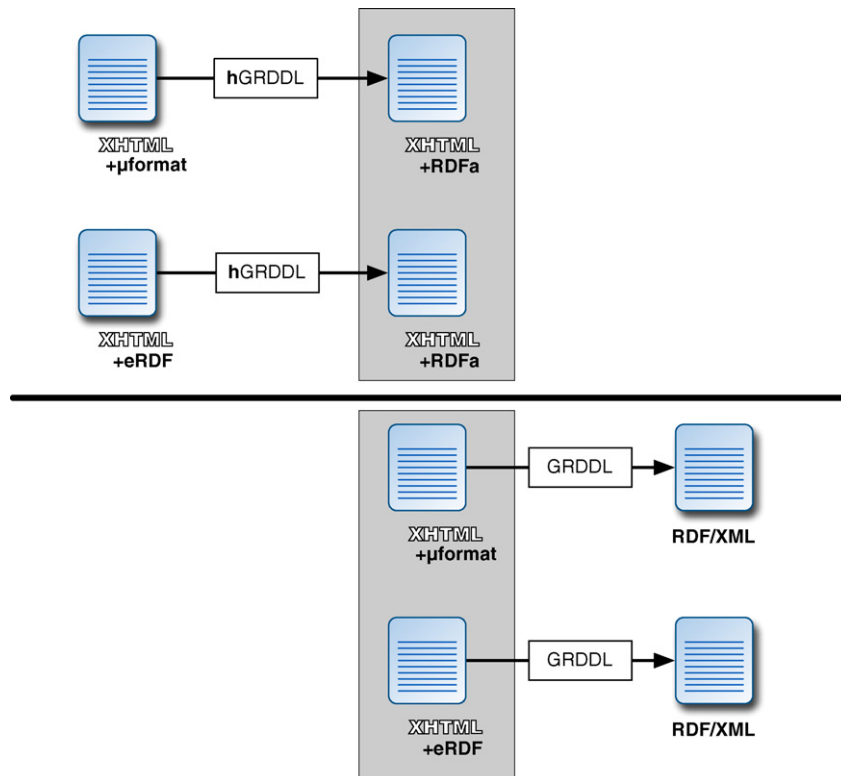 hGRDDL
XHTML
+µformat
XHTML
+RDFa
hGRDDL
XHTML
+eRDF
XHTML
+RDFa
GRDDL
XHTML
+µformat
RDF/XML
GRDDL
XHTML
+eRDF
RDF/XML